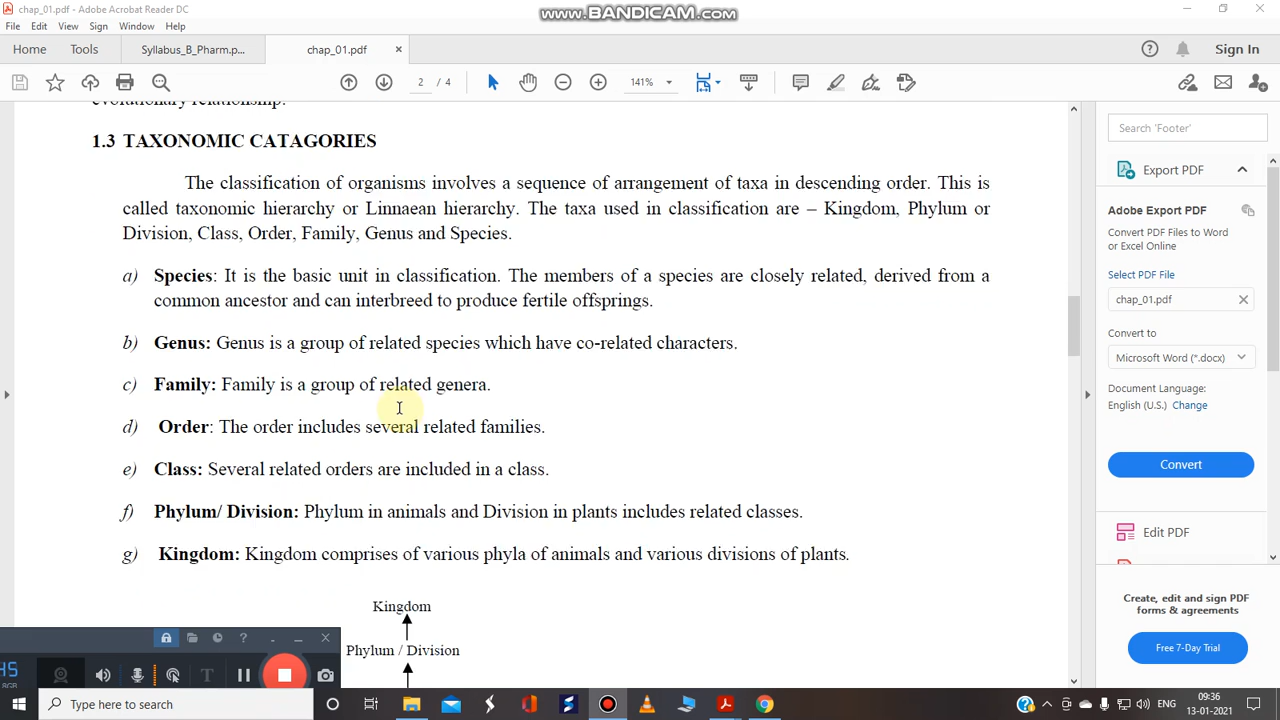 chap_01.pdf - Adobe Acrobat Reader DC
www.BANDICAM.com
File Edit View Sign Window Help
Home Tools Syllabus_B_Pharm.p... chap_01.pdf × Sign In
2 / 4 141%
evolutionary relationship.
1.3 TAXONOMIC CATAGORIES
The classification of organisms involves a sequence of arrangement of taxa in descending order. This is
called taxonomic hierarchy or Linnaean hierarchy. The taxa used in classification are – Kingdom, Phylum or
Division, Class, Order, Family, Genus and Species.
a) Species: It is the basic unit in classification. The members of a species are closely related, derived from a
common ancestor and can interbreed to produce fertile offsprings.
b) Genus: Genus is a group of related species which have co-related characters.
c) Family: Family is a group of related genera.
d) Order: The order includes several related families.
e) Class: Several related orders are included in a class.
f) Phylum/ Division: Phylum in animals and Division in plants includes related classes.
g) Kingdom: Kingdom comprises of various phyla of animals and various divisions of plants.
Kingdom
Phylum / Division
Search 'Footer'
Export PDF
Adobe Export PDF
Convert PDF Files to Word
or Excel Online
Select PDF File
chap_01.pdf ×
Convert to
Microsoft Word (*.docx)
Document Language:
English (U.S.) Change
Convert
Edit PDF
Create, edit and sign PDF
forms & agreements
Free 7-Day Trial
Type here to search
ENG
09:36
13-01-2021